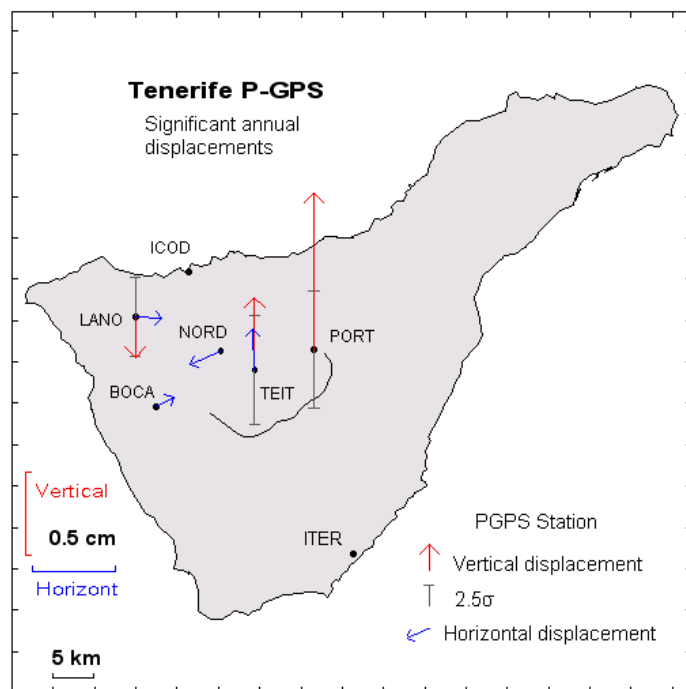 Tenerife P-GPS
Significant annual
displacements
ICOD
LANO
NORD
PORT
BOCA
TEIT
Vertical
0.5 cm
Horizont
ITER
PGPS Station
Vertical displacement
2.5σ
Horizontal displacement
5 km